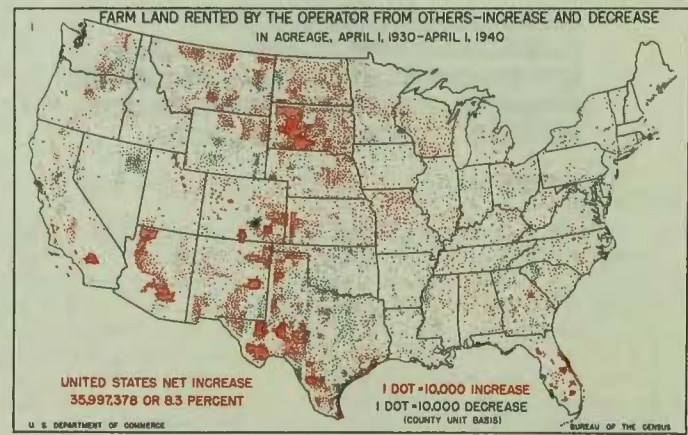 FARM LAND RENTED BY THE OPERATOR FROM OTHERS—INCREASE AND DECREASE
IN ACREAGE, APRIL 1, 1930—APRIL 1, 1940
UNITED STATES NET INCREASE
35,997,378 OR 8.3 PERCENT
1 DOT=10,000 INCREASE
1 DOT=10,000 DECREASE
(COUNTY UNIT BASIS)
U. S. DEPARTMENT OF COMMERCE
BUREAU OF THE CENSUS